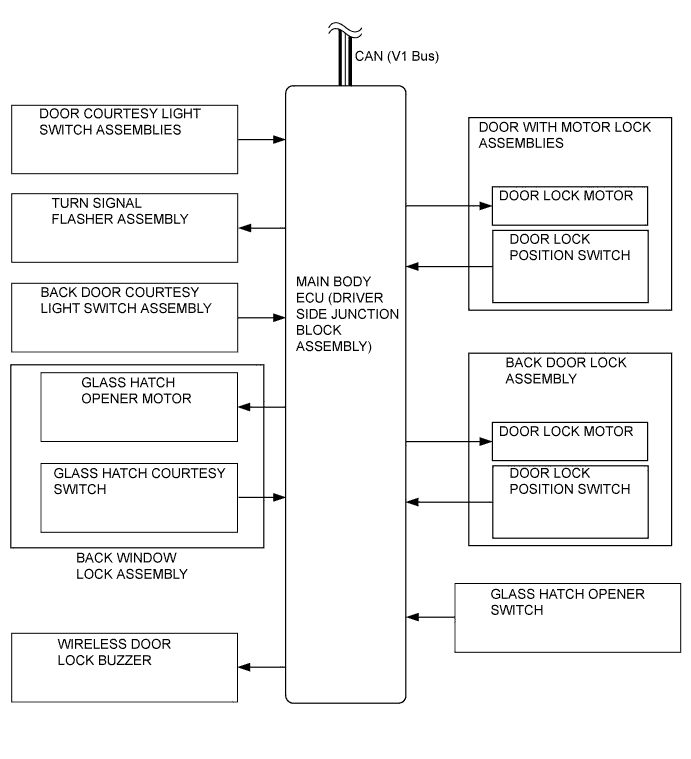 CAN (V1 Bus)
DOOR COURTESY LIGHT
SWITCH ASSEMBLIES
TURN SIGNAL
FLASHER ASSEMBLY
BACK DOOR COURTESY
LIGHT SWITCH ASSEMBLY
GLASS HATCH
OPENER MOTOR
GLASS HATCH COURTESY
SWITCH
BACK WINDOW
LOCK ASSEMBLY
WIRELESS DOOR
LOCK BUZZER
MAIN BODY
ECU (DRIVER
SIDE JUNCTION
BLOCK
ASSEMBLY)
DOOR WITH MOTOR LOCK
ASSEMBLIES
DOOR LOCK MOTOR
DOOR LOCK
POSITION SWITCH
BACK DOOR LOCK
ASSEMBLY
DOOR LOCK MOTOR
DOOR LOCK
POSITION SWITCH
GLASS HATCH OPENER
SWITCH